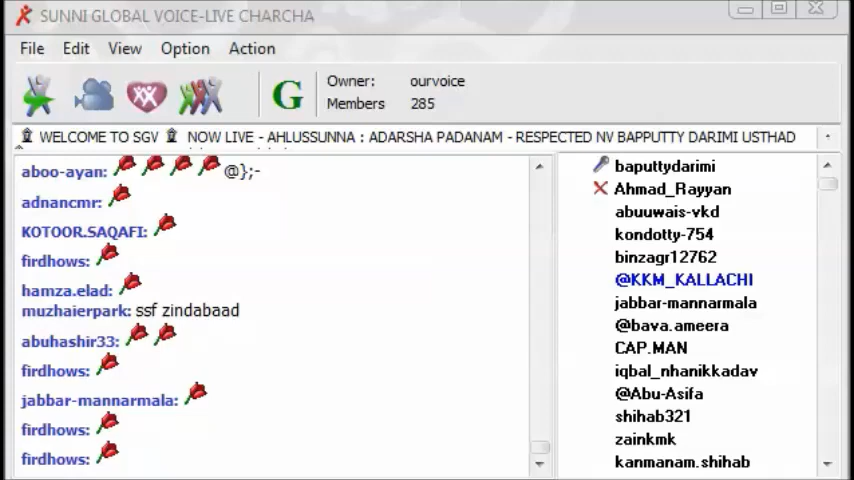 SUNNI GLOBAL VOICE-LIVE CHARCHA
File Edit View Option Action
G
Owner: ourvoice
Members 285
WELCOME TO SGV NOW LIVE - AHLUSSUNNA : ADARSHA PADANAM - RESPECTED NV BAPPUTTY DARIMI USTHAD
aboo-ayan: @};-
adnancmr:
KOTOOR.SAQAFI:
firdhows:
hamza.elad:
muzhaierpark: ssf zindabaad
abuhashir33:
firdhows:
jabbar-mannarmala:
firdhows:
firdhows:
baputtydarimi
Ahmad_Rayyan
abuuwais-vkd
kondotty-754
binzagr12762
@KKM_KALLACHI
jabbar-mannarmala
@bava.ameera
CAP.MAN
iqbal_nhanikkadav
@Abu-Asifa
shihab321
zainkmk
kanmanam.shihab